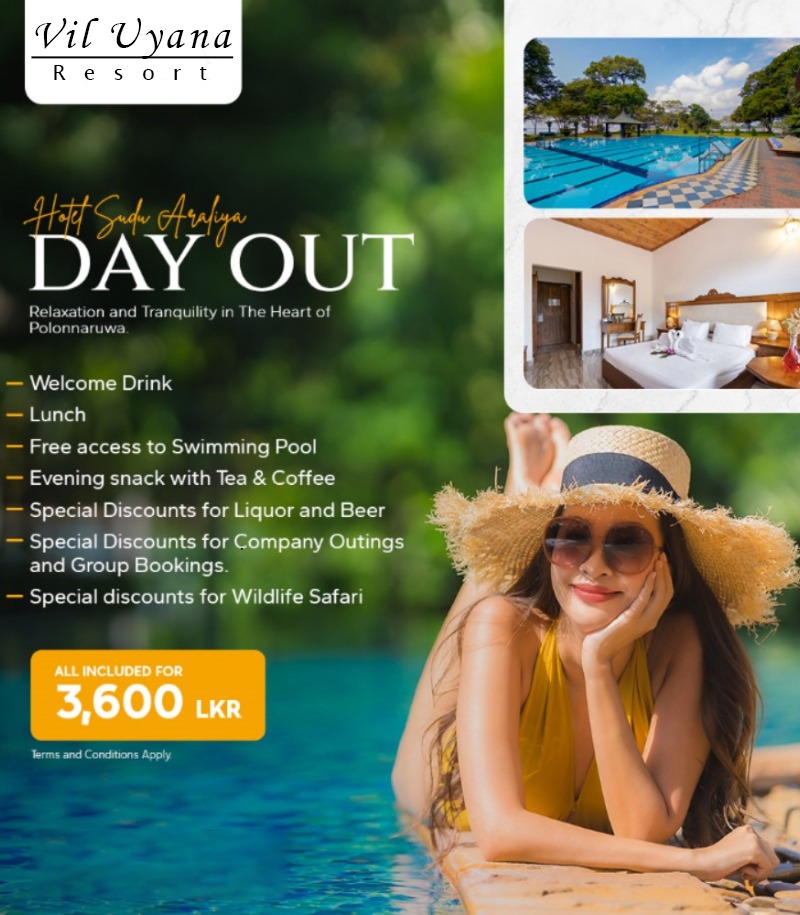 Vil Uyana
Resort
Hotel Sudu Araliya
DAY OUT
Relaxation and Tranquility in The Heart of
Polonnaruwa.
Welcome Drink
Lunch
Free access to Swimming Pool
Evening snack with Tea & Coffee
Special Discounts for Liquor and Beer
Special Discounts for Company Outings
and Group Bookings.
Special discounts for Wildlife Safari
ALL INCLUDED FOR
3,600 LKR
Terms and Conditions Apply.